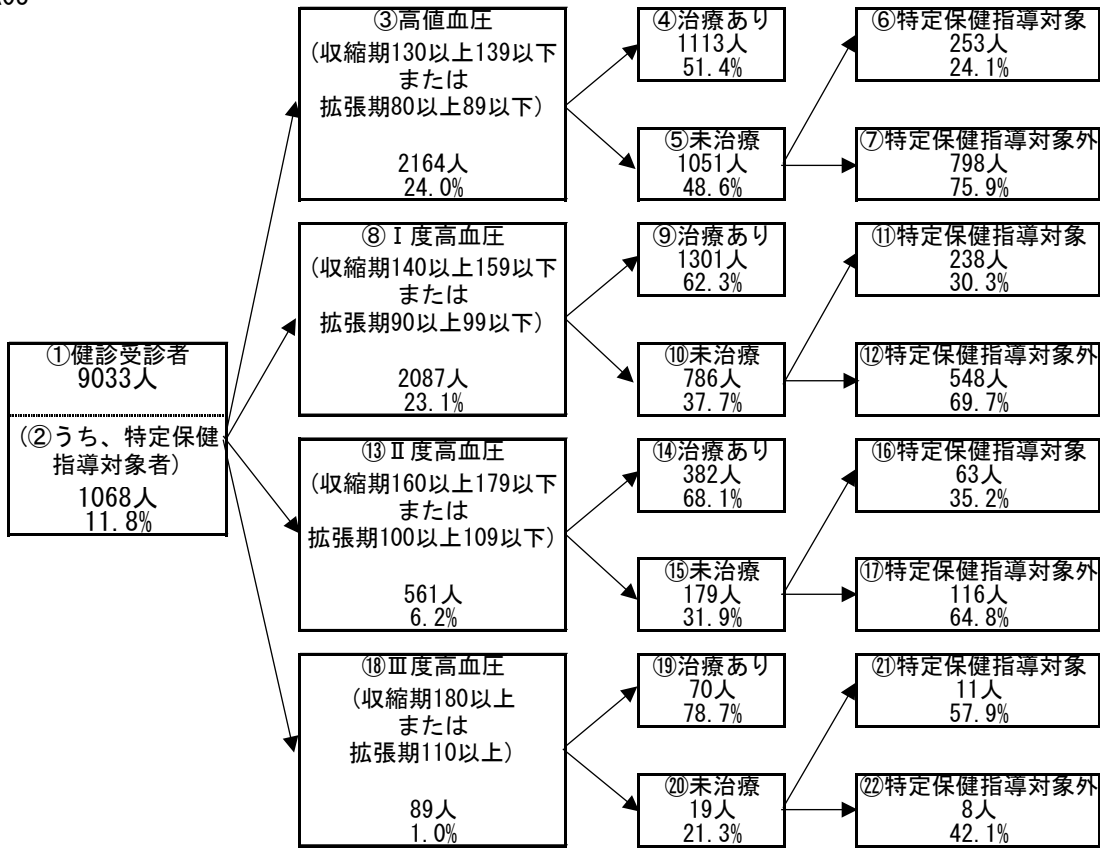 ①健診受診者
9033人
(②うち、特定保健
指導対象者)
1068人
11.8%
③高値血圧
(収縮期130以上139以下
または
拡張期80以上89以下)
2164人
24.0%
④治療あり
1113人
51.4%
⑤未治療
1051人
48.6%
⑥特定保健指導対象
253人
24.1%
⑦特定保健指導対象外
798人
75.9%
⑧Ⅰ度高血圧
(収縮期140以上159以下
または
拡張期90以上99以下)
2087人
23.1%
⑨治療あり
1301人
62.3%
⑩未治療
786人
37.7%
⑪特定保健指導対象
238人
30.3%
⑫特定保健指導対象外
548人
69.7%
⑬Ⅱ度高血圧
(収縮期160以上179以下
または
拡張期100以上109以下)
561人
6.2%
⑭治療あり
382人
68.1%
⑮未治療
179人
31.9%
⑯特定保健指導対象
63人
35.2%
⑰特定保健指導対象外
116人
64.8%
⑱Ⅲ度高血圧
(収縮期180以上
または
拡張期110以上)
89人
1.0%
⑲治療あり
70人
78.7%
⑳未治療
19人
21.3%
㉑特定保健指導対象
11人
57.9%
㉒特定保健指導対象外
8人
42.1%